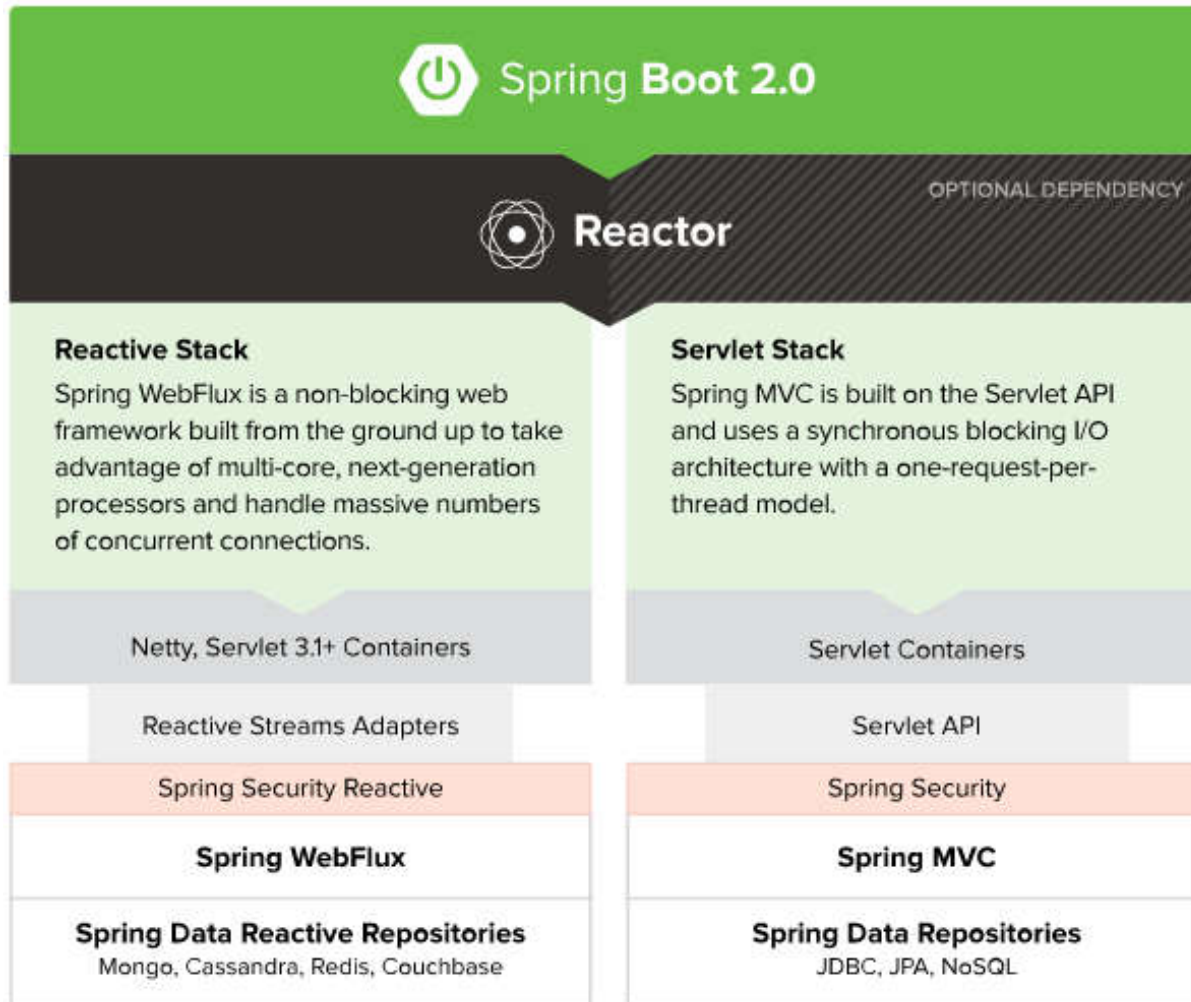 Spring Boot 2.0
OPTIONAL DEPENDENCY
Reactor
Reactive Stack
Spring WebFlux is a non-blocking web
framework built from the ground up to take
advantage of multi-core, next-generation
processors and handle massive numbers
of concurrent connections.
Servlet Stack
Spring MVC is built on the Servlet API
and uses a synchronous blocking I/O
architecture with a one-request-per-
thread model.
Netty, Servlet 3.1+ Containers
Servlet Containers
Reactive Streams Adapters
Servlet API
Spring Security Reactive
Spring Security
Spring WebFlux
Spring MVC
Spring Data Reactive Repositories
Mongo, Cassandra, Redis, Couchbase
Spring Data Repositories
JDBC, JPA, NoSQL